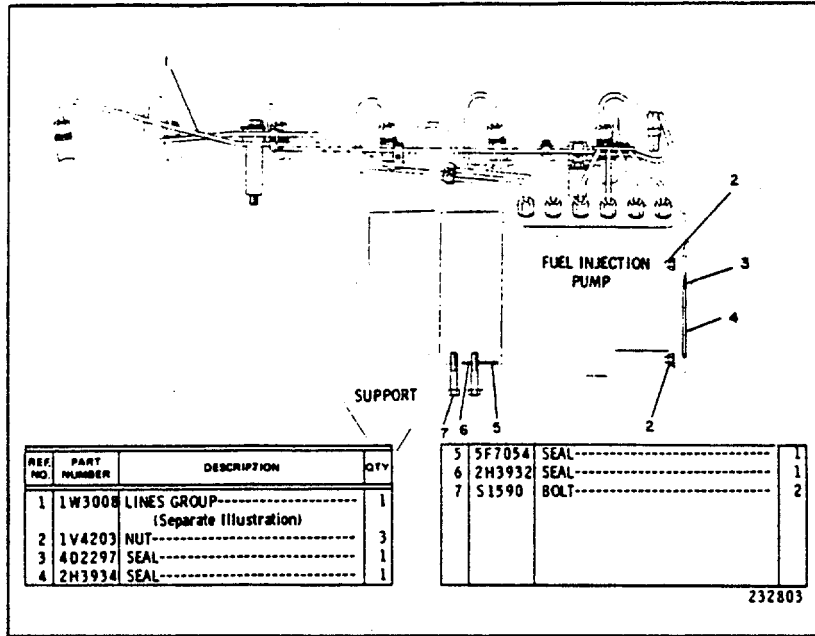 1
2
FUEL INJECTION
PUMP
3
4
SUPPORT
7 6 5 2
REF. NO. PART NUMBER DESCRIPTION QTY
1 1W3008 LINES GROUP 1
(Separate Illustration)
2 1V4203 NUT 3
3 4D2297 SEAL 1
4 2H3934 SEAL 1
5 5F7054 SEAL 1
6 2H3932 SEAL 1
7 S1590 BOLT 2
232803